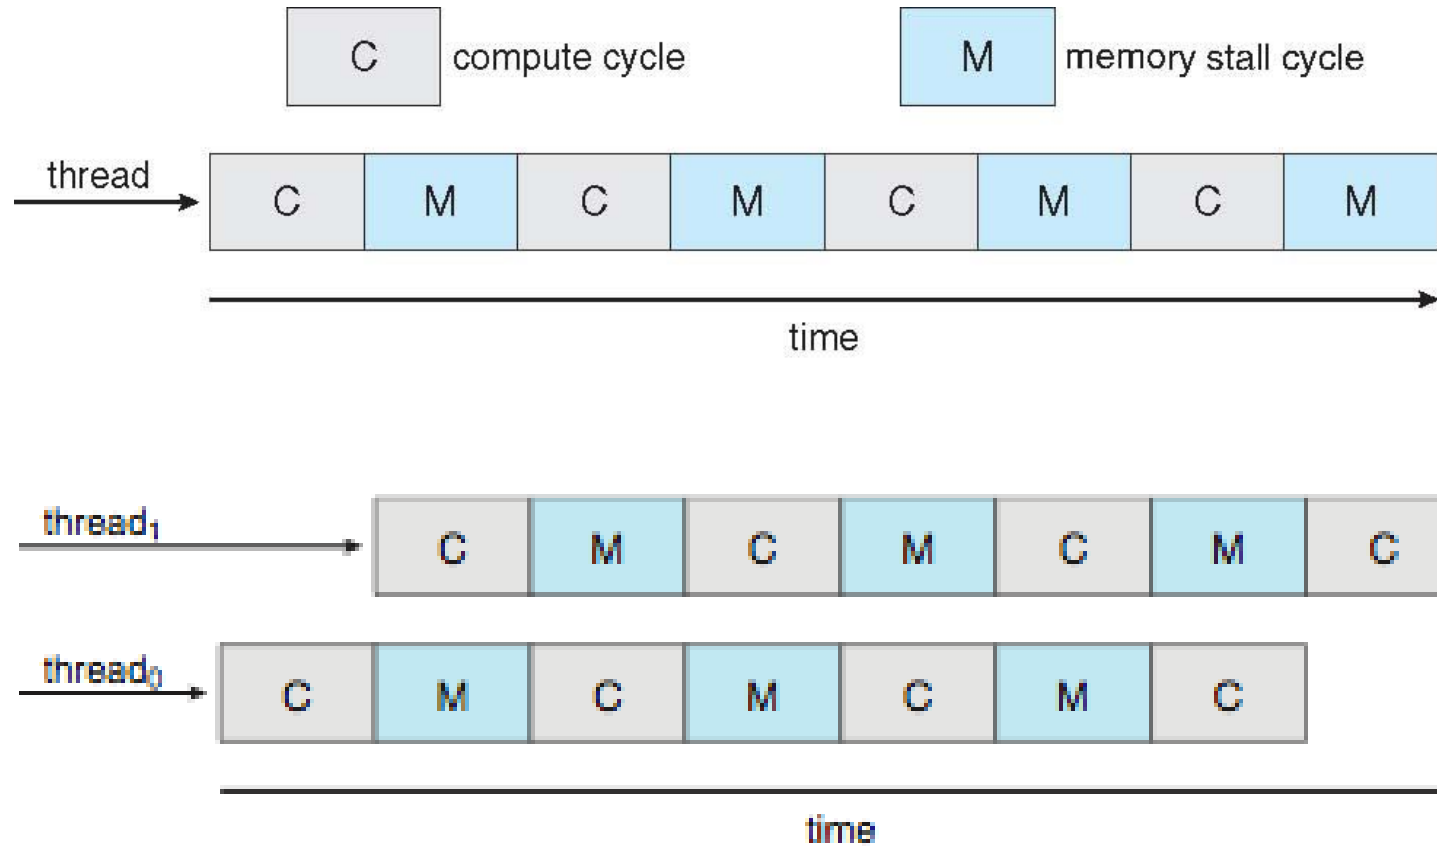 C compute cycle M memory stall cycle
thread C M C M C M C M
time
thread1 C M C M C M C
thread0 C M C M C M C
time